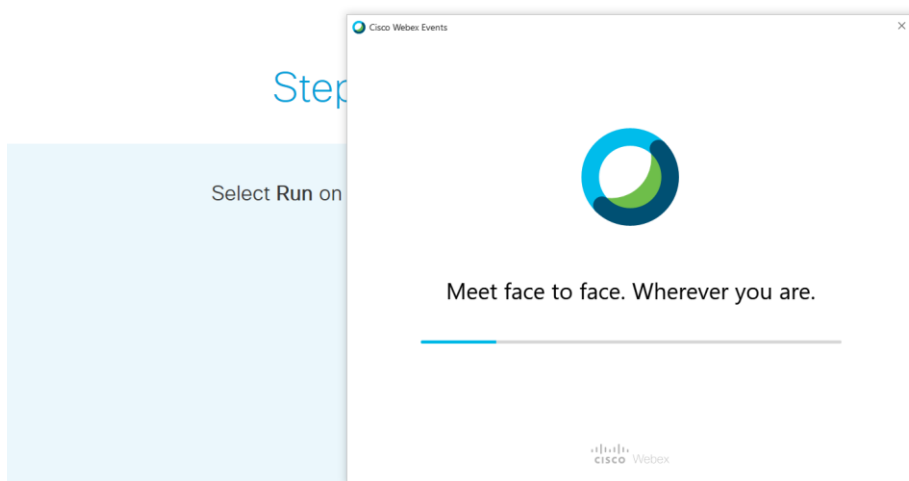 Cisco Webex Events
Step
Select Run on
Meet face to face. Wherever you are.
cisco Webex